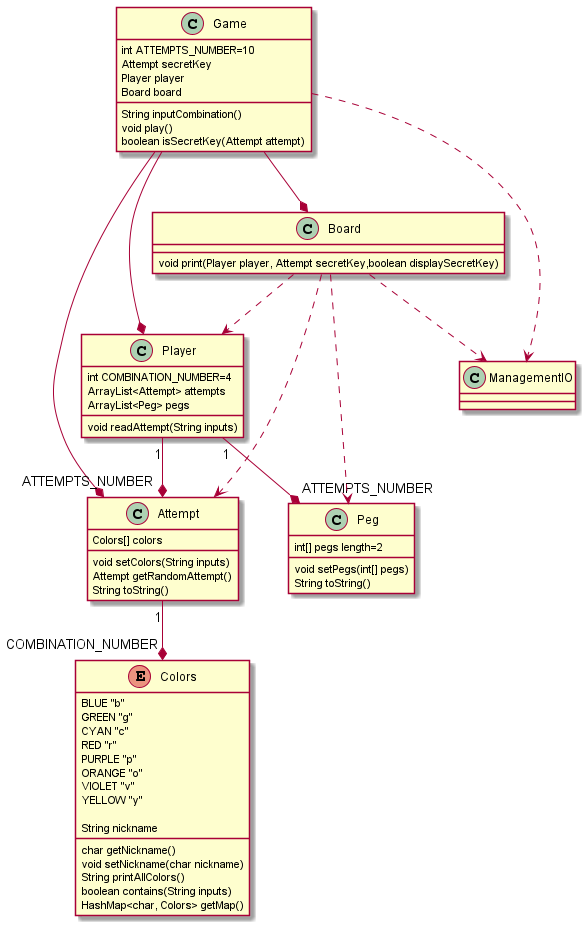 C Game
int ATTEMPTS_NUMBER=10
Attempt secretKey
Player player
Board board
String inputCombination()
void play()
boolean isSecretKey(Attempt attempt)
C Board
void print(Player player, Attempt secretKey,boolean displaySecretKey)
C Player
int COMBINATION_NUMBER=4
ArrayList<Attempt> attempts
ArrayList<Peg> pegs
void readAttempt(String inputs)
C ManagementIO
1
1
ATTEMPTS_NUMBER
ATTEMPTS_NUMBER
C Attempt
Colors[] colors
void setColors(String inputs)
Attempt getRandomAttempt()
String toString()
C Peg
int[] pegs length=2
void setPegs(int[] pegs)
String toString()
1
COMBINATION_NUMBER
E Colors
BLUE "b"
GREEN "g"
CYAN "c"
RED "r"
PURPLE "p"
ORANGE "o"
VIOLET "v"
YELLOW "y"
String nickname
char getNickname()
void setNickname(char nickname)
String printAllColors()
boolean contains(String inputs)
HashMap<char, Colors> getMap()